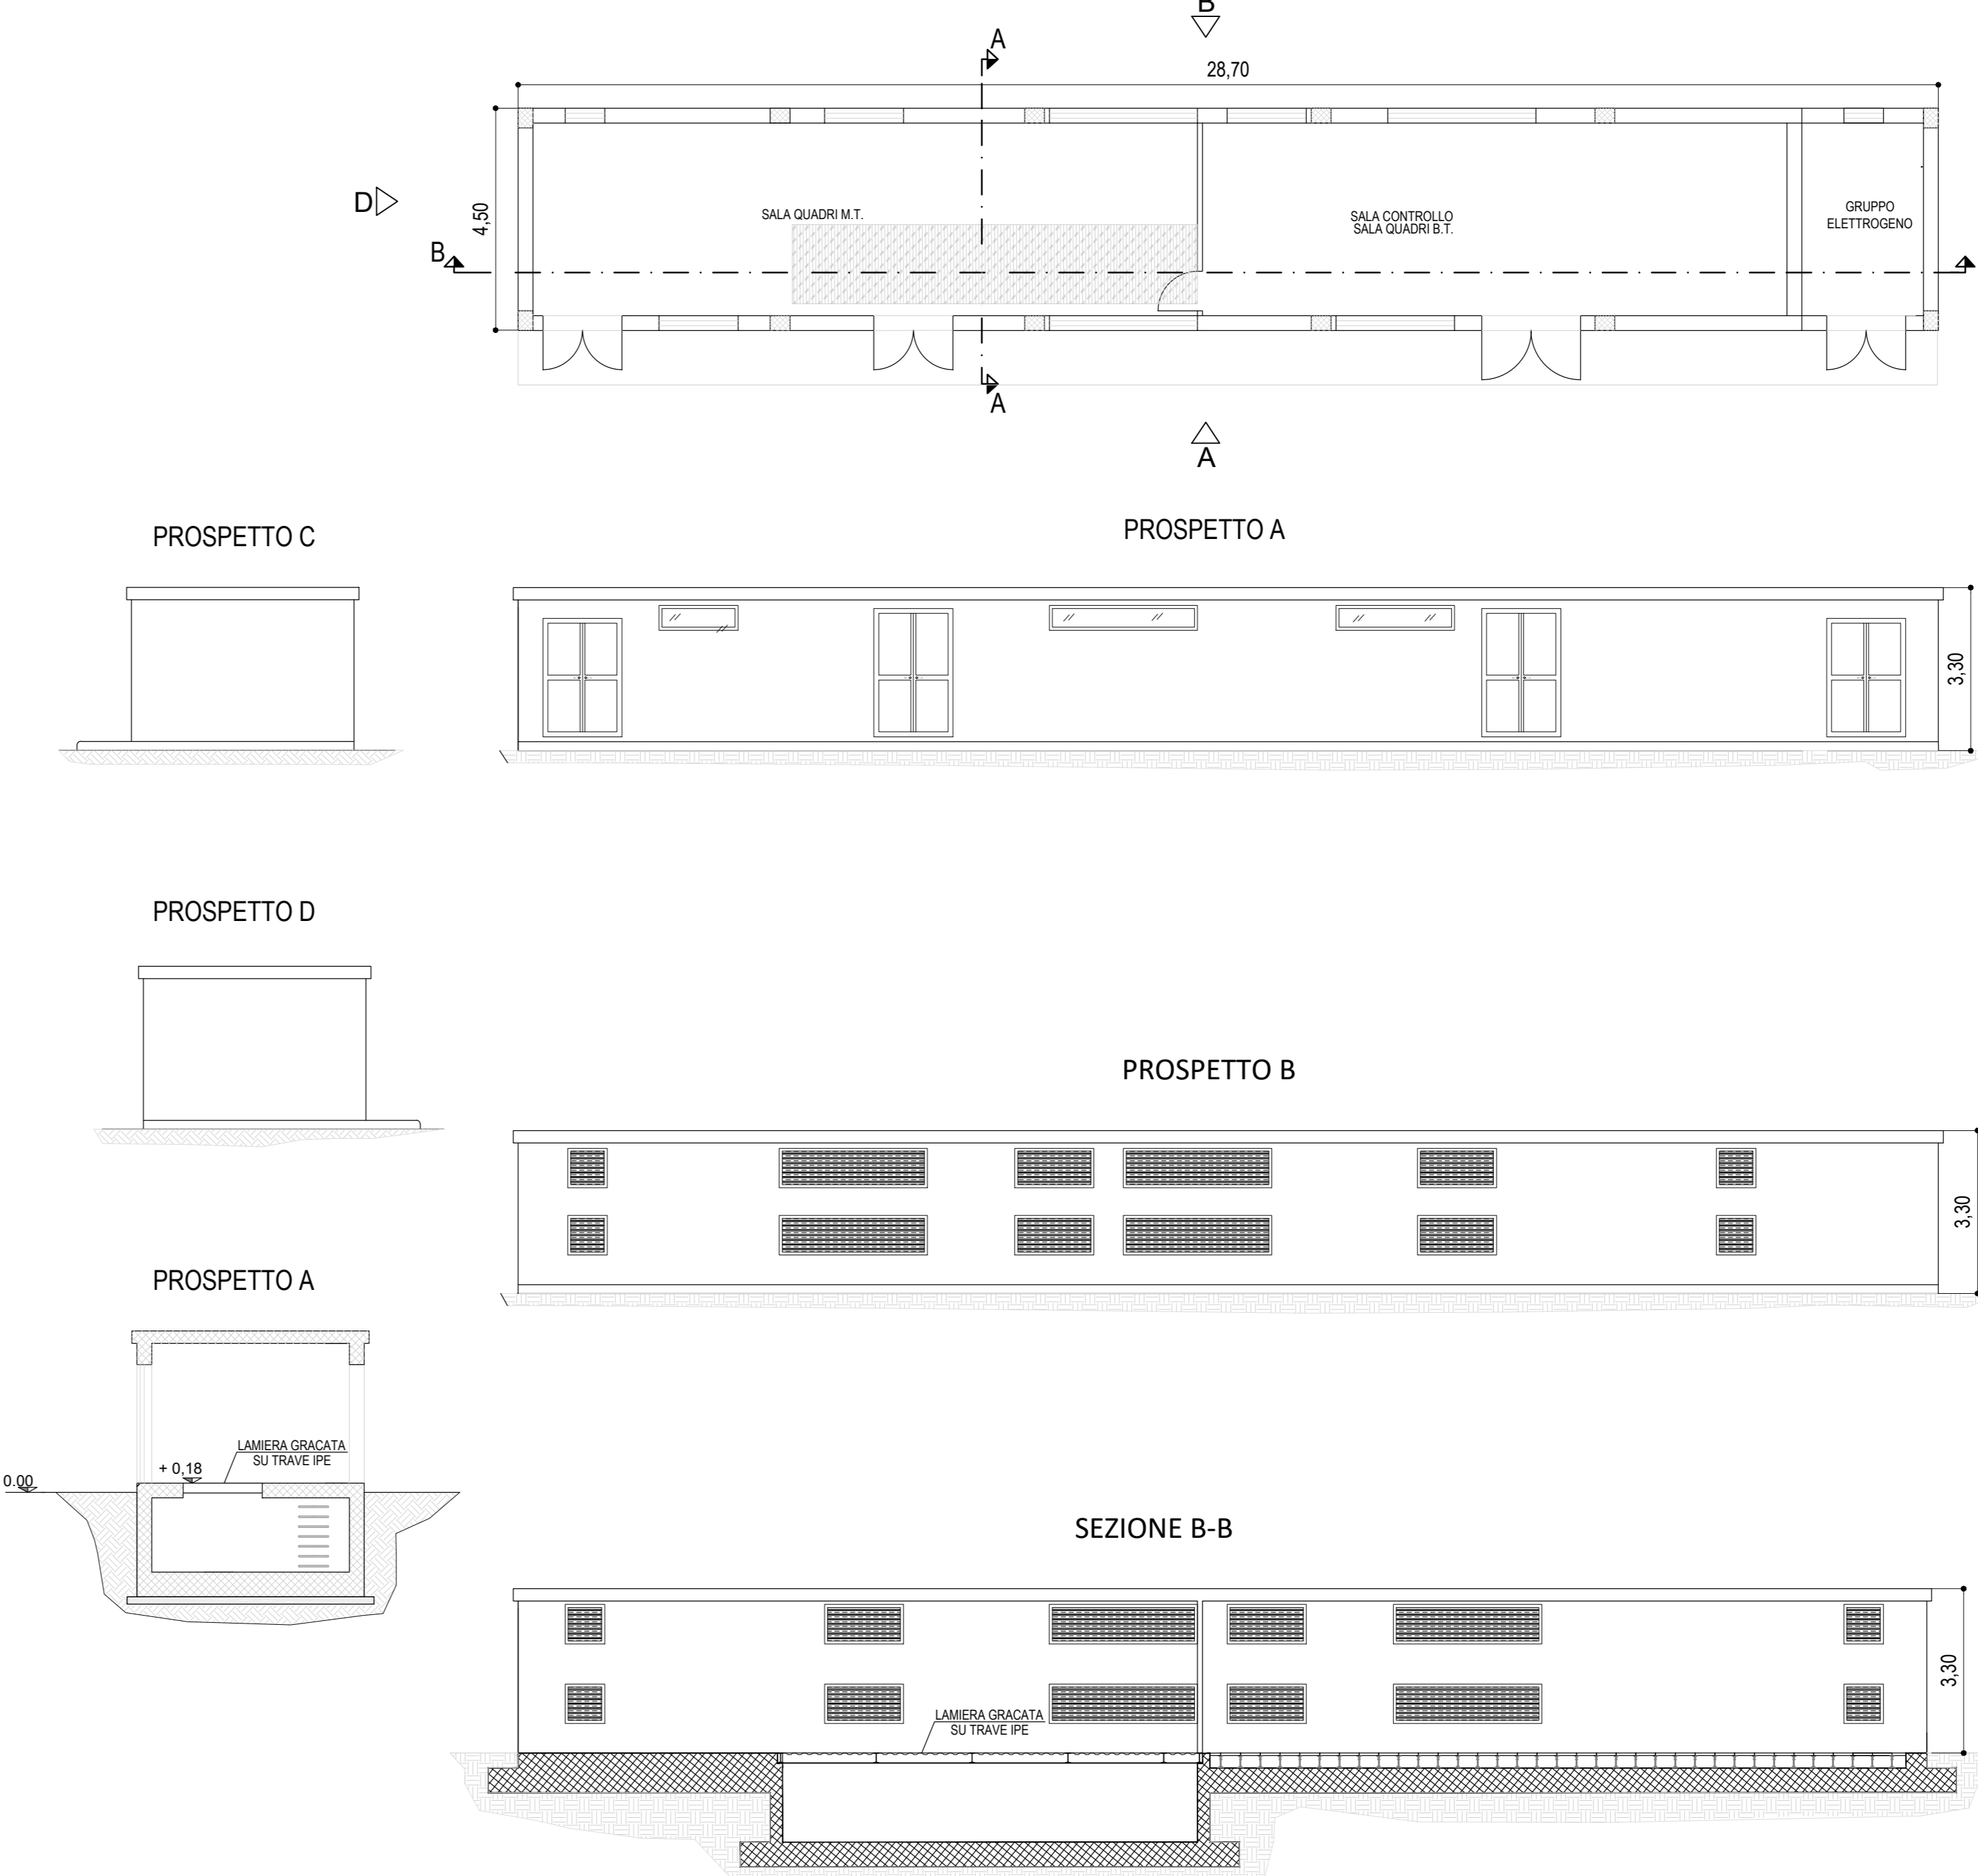 B
A
28,70
D
4,50
SALA QUADRI M.T.
SALA CONTROLLO
SALA QUADRI B.T.
GRUPPO
ELETTROGENO
B
A
A
PROSPETTO C
PROSPETTO A
3,30
PROSPETTO D
PROSPETTO B
3,30
PROSPETTO A
LAMIERA GRACATA
SU TRAVE IPE
+ 0,18
0.00
SEZIONE B-B
3,30
LAMIERA GRACATA
SU TRAVE IPE